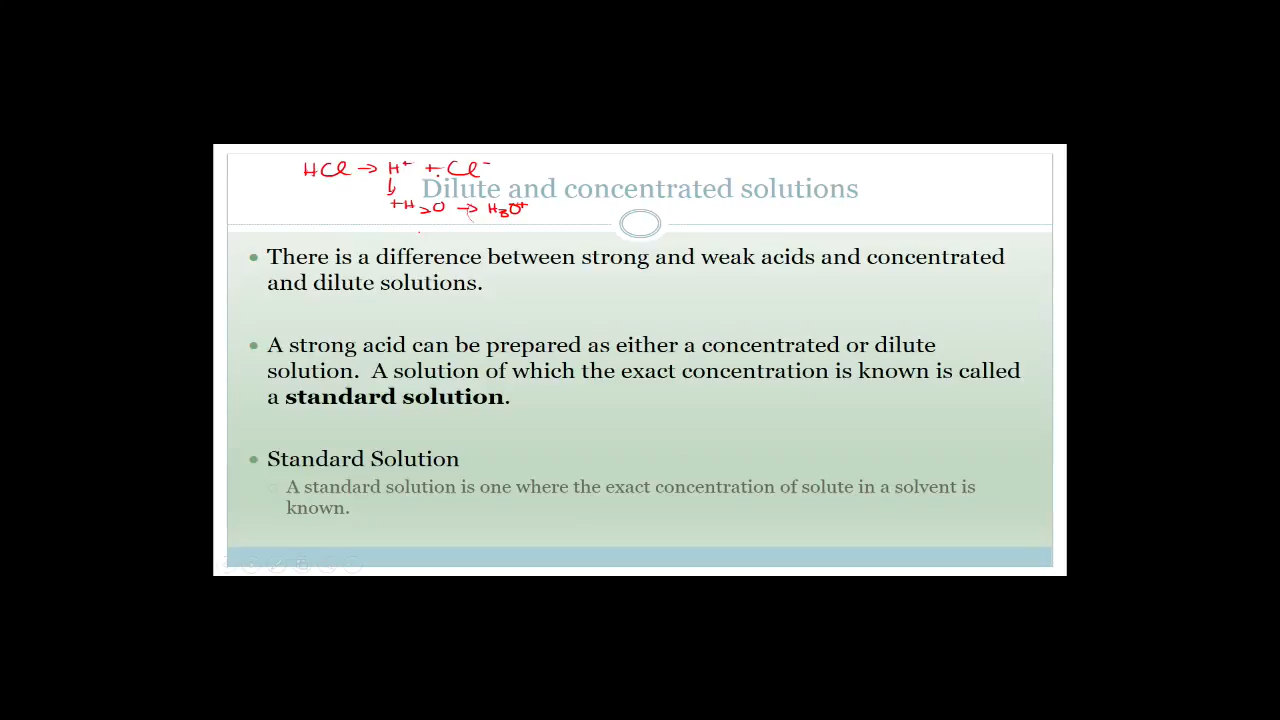 HCl → H⁺ + Cl⁻
Dilute and concentrated solutions
+H₂O → H₃O⁺
There is a difference between strong and weak acids and concentrated
and dilute solutions.
A strong acid can be prepared as either a concentrated or dilute
solution. A solution of which the exact concentration is known is called
a standard solution.
Standard Solution
A standard solution is one where the exact concentration of solute in a solvent is
known.